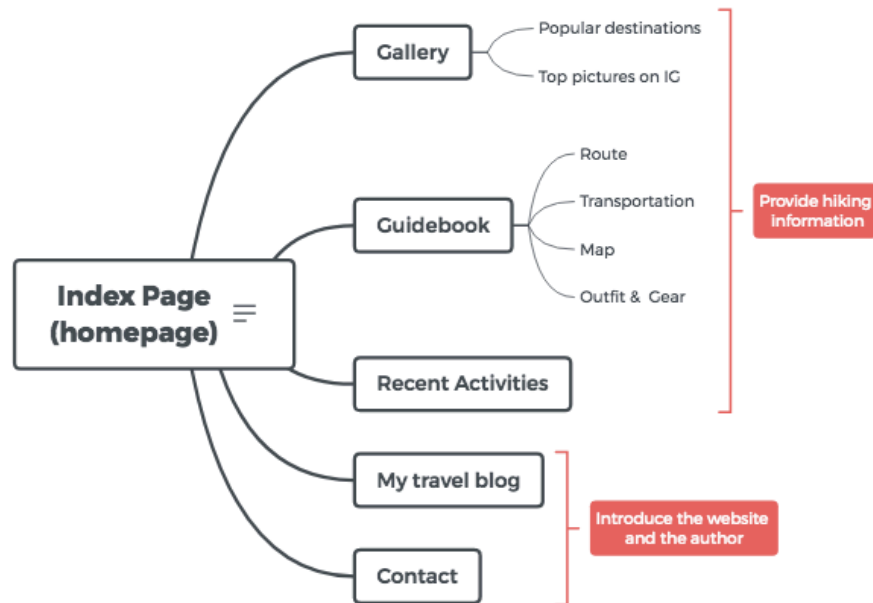 Gallery
Popular destinations
Top pictures on IG
Guidebook
Route
Transportation
Map
Outfit & Gear
Provide hiking
information
Index Page
(homepage)
Recent Activities
My travel blog
Contact
Introduce the website
and the author